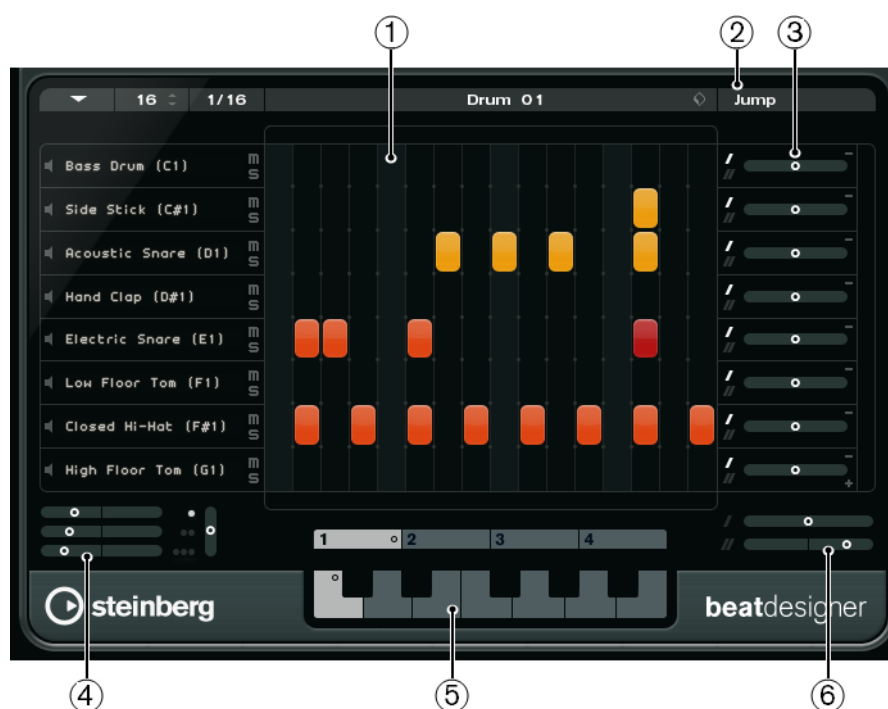 ① ② ③
16 1/16 Drum 01 Jump
Bass Drum (C1) m S
Side Stick (C#1) m S
Acoustic Snare (D1) m S
Hand Clap (D#1) m S
Electric Snare (E1) m S
Low Floor Tom (F1) m S
Closed Hi-Hat (F#1) m S
High Floor Tom (G1) m S
1 2 3 4
steinberg beatdesigner
④ ⑤ ⑥